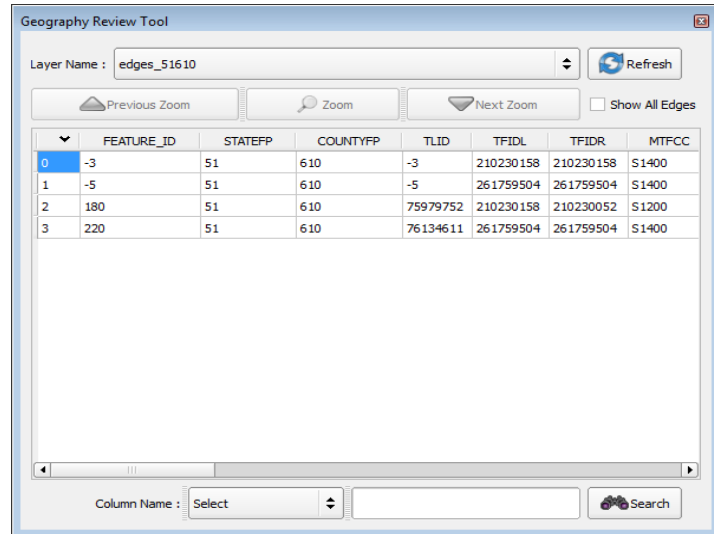 Geography Review Tool
Layer Name : edges_51610 Refresh
Previous Zoom Zoom Next Zoom Show All Edges
FEATURE_ID STATEFP COUNTYFP TLID TFIDL TFIDR MTFCC
0 -3 51 610 -3 210230158 210230158 S1400
1 -5 51 610 -5 261759504 261759504 S1400
2 180 51 610 75979752 210230158 210230052 S1200
3 220 51 610 76134611 261759504 261759504 S1400
Column Name : Select Search